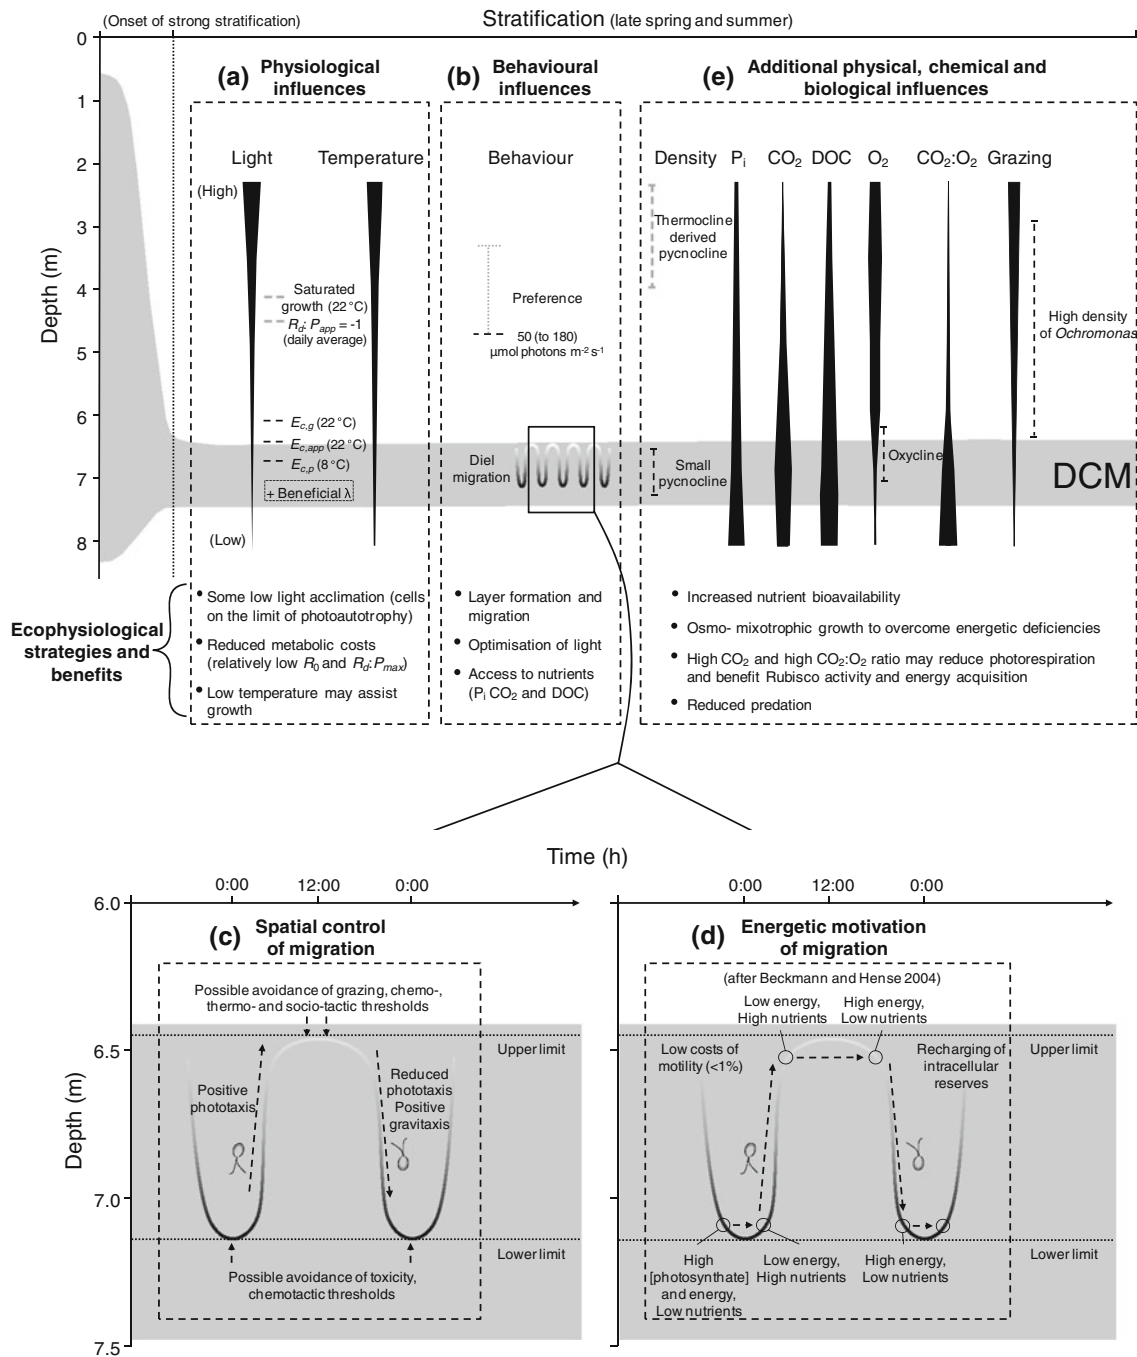 (Onset of strong stratification)
Stratification (late spring and summer)
0
1
2
3
4
5
6
7
8
Depth (m)
(a) Physiological
influences
Light
Temperature
(High)
Saturated
growth (22 °C)
Rd: Papp = -1
(daily average)
Ec,g (22 °C)
Ec,app (22 °C)
Ec,p (8 °C)
+ Beneficial λ
(Low)
(b) Behavioural
influences
Behaviour
Preference
50 (to 180)
µmol photons m-2 s-1
Diel
migration
(e) Additional physical, chemical and
biological influences
Density
Pi
CO2
DOC
O2
CO2:O2
Grazing
Thermocline
derived
pycnocline
High density
of Ochromonas
Small
pycnocline
Oxycline
DCM
Ecophysiological
strategies and
benefits
• Some low light acclimation (cells
on the limit of photoautotrophy)
• Reduced metabolic costs
(relatively low R0 and Rd:Pmax)
• Low temperature may assist
growth
• Layer formation and
migration
• Optimisation of light
• Access to nutrients
(Pi CO2 and DOC)
• Increased nutrient bioavailability
• Osmo- mixotrophic growth to overcome energetic deficiencies
• High CO2 and high CO2:O2 ratio may reduce photorespiration
and benefit Rubisco activity and energy acquisition
• Reduced predation
Time (h)
0:00
12:00
0:00
6.0
6.5
7.0
7.5
Depth (m)
(c) Spatial control
of migration
Possible avoidance of grazing, chemo-,
thermo- and socio-tactic thresholds
Upper limit
Positive
phototaxis
Reduced
phototaxis
Positive
gravitaxis
Lower limit
Possible avoidance of toxicity,
chemotactic thresholds
0:00
12:00
0:00
(d) Energetic motivation
of migration
(after Beckmann and Hense 2004)
Low energy,
High nutrients
High energy,
Low nutrients
Low costs of
motility (<1%)
Recharging of
intracellular
reserves
Upper limit
Lower limit
High
[photosynthate]
and energy,
Low nutrients
Low energy,
High nutrients
High energy,
Low nutrients